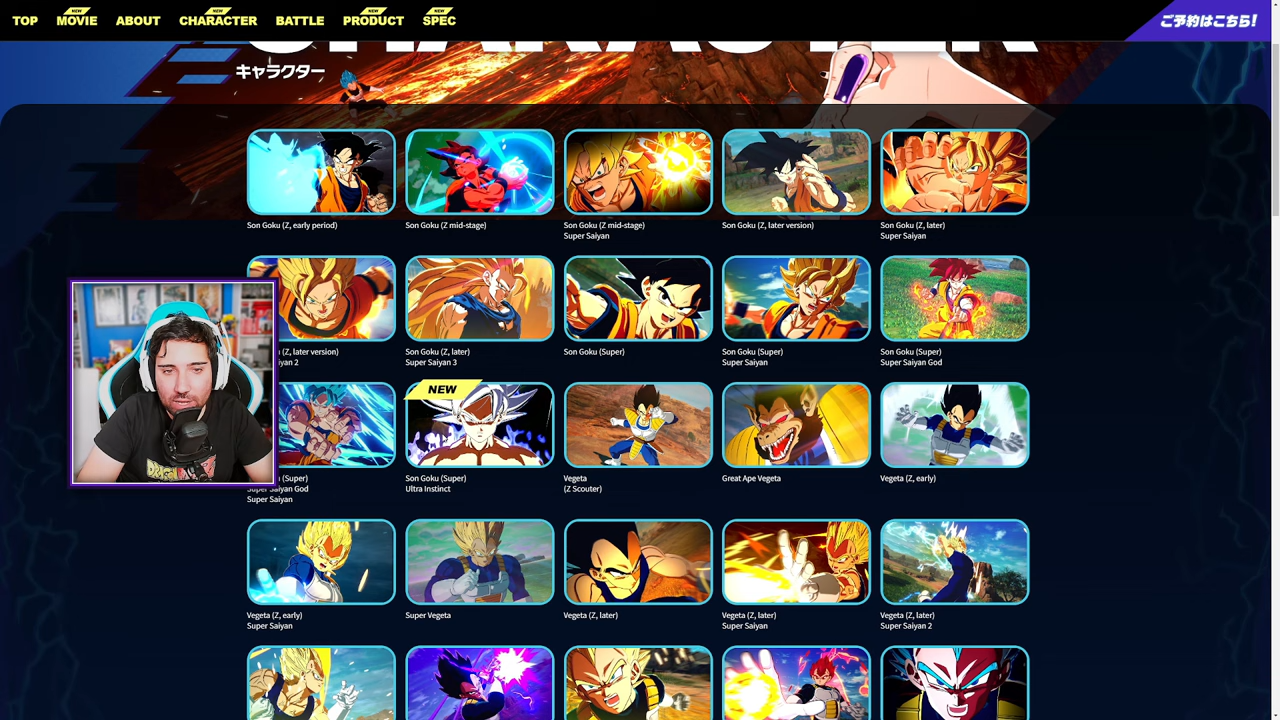 TOP
NEW
MOVIE
ABOUT
NEW
CHARACTER
BATTLE
NEW
PRODUCT
NEW
SPEC
ご予約はこちら!
キャラクター
Son Goku (Z, early period)
Son Goku (Z mid-stage)
Son Goku (Z mid-stage)
Super Saiyan
Son Goku (Z, later version)
Son Goku (Z, later)
Super Saiyan
(Z, later version)
2
Son Goku (Z, later)
Super Saiyan 3
Son Goku (Super)
Son Goku (Super)
Super Saiyan
Son Goku (Super)
Super Saiyan God
(Super)
Super Saiyan God
Super Saiyan
NEW
Son Goku (Super)
Ultra Instinct
Vegeta
(Z Scouter)
Great Ape Vegeta
Vegeta (Z, early)
Vegeta (Z, early)
Super Saiyan
Super Vegeta
Vegeta (Z, later)
Vegeta (Z, later)
Super Saiyan
Vegeta (Z, later)
Super Saiyan 2